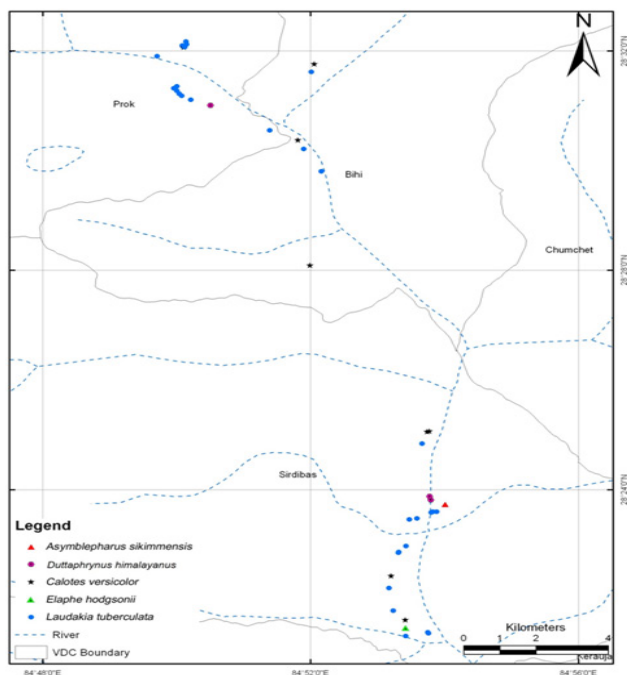 N
28°32'0"N
Prok
Bihi
Chumchet
28°28'0"N
Sirdibas
28°24'0"N
Legend
Asymblepharus sikimmensis
Duttaphrynus himalayanus
Calotes versicolor
Elaphe hodgsonii
Laudakia tuberculata
River
VDC Boundary
Kilometers
0 1 2 4
Kerauja
84°48'0"E 84°52'0"E 84°56'0"E